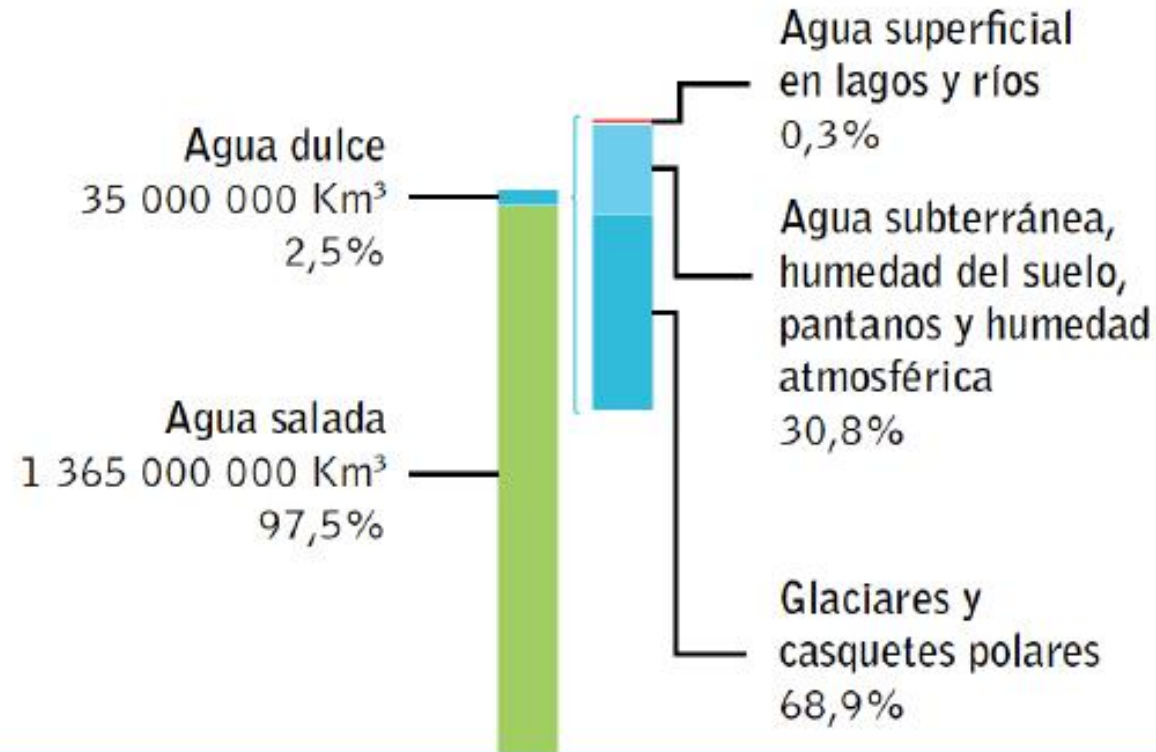 Agua dulce
35 000 000 Km³
2,5%
Agua salada
1 365 000 000 Km³
97,5%
Agua superficial
en lagos y ríos
0,3%
Agua subterránea,
humedad del suelo,
pantanos y humedad
atmosférica
30,8%
Glaciares y
casquetes polares
68,9%